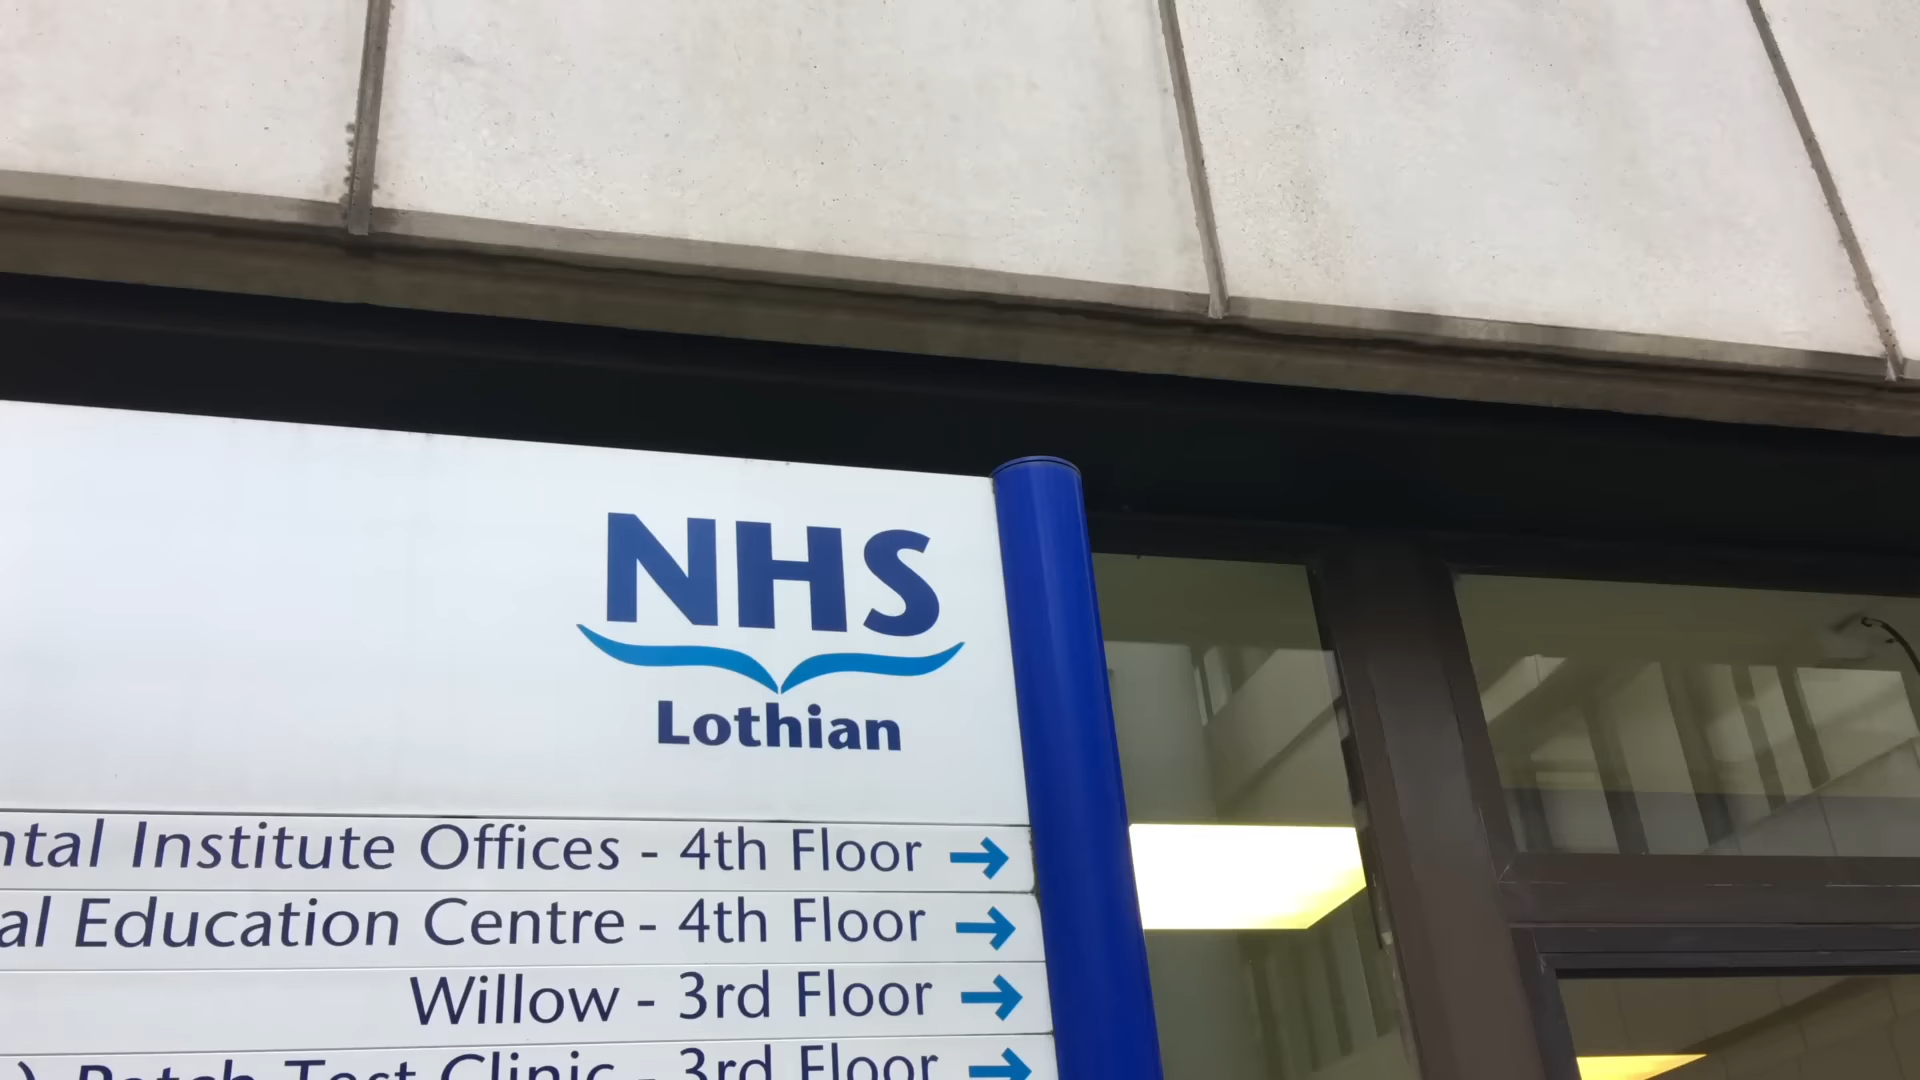 NHS
Lothian
ntal Institute Offices - 4th Floor →
al Education Centre - 4th Floor →
Willow - 3rd Floor →
) Patch Test Clinic - 3rd Floor →